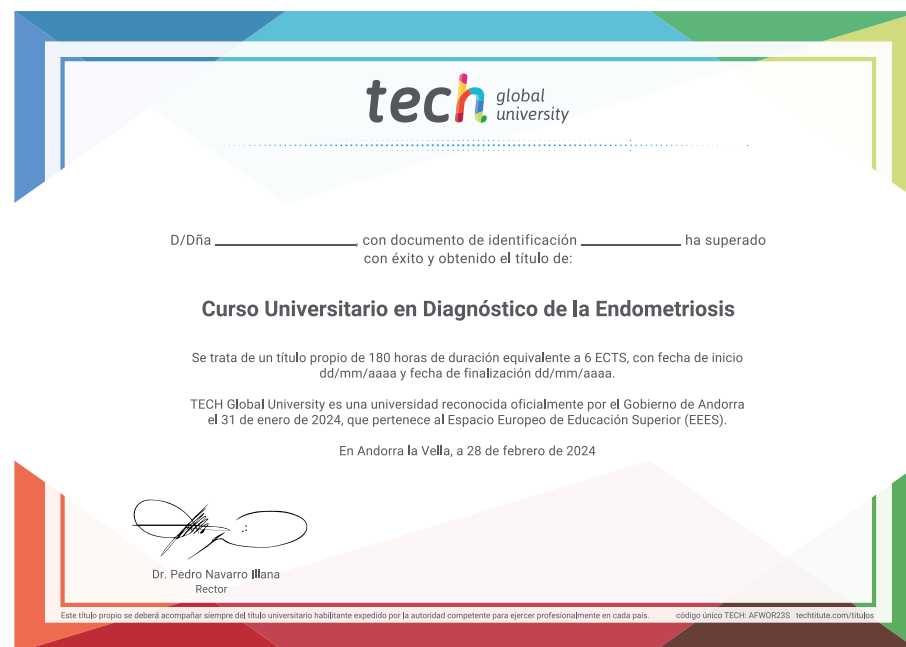 tech global university
D/Dña ____________, con documento de identificación ____________ ha superado
con éxito y obtenido el título de:
Curso Universitario en Diagnóstico de la Endometriosis
Se trata de un título propio de 180 horas de duración equivalente a 6 ECTS, con fecha de inicio
dd/mm/aaaa y fecha de finalización dd/mm/aaaa.
TECH Global University es una universidad reconocida oficialmente por el Gobierno de Andorra
el 31 de enero de 2024, que pertenece al Espacio Europeo de Educación Superior (EEES).
En Andorra la Vella, a 28 de febrero de 2024
Dr. Pedro Navarro Illana
Rector
Este título propio se deberá acompañar siempre del título universitario habilitante expedido por la autoridad competente para ejercer profesionalmente en cada país. código único TECH: AFWOR23S techtitute.com/titulos